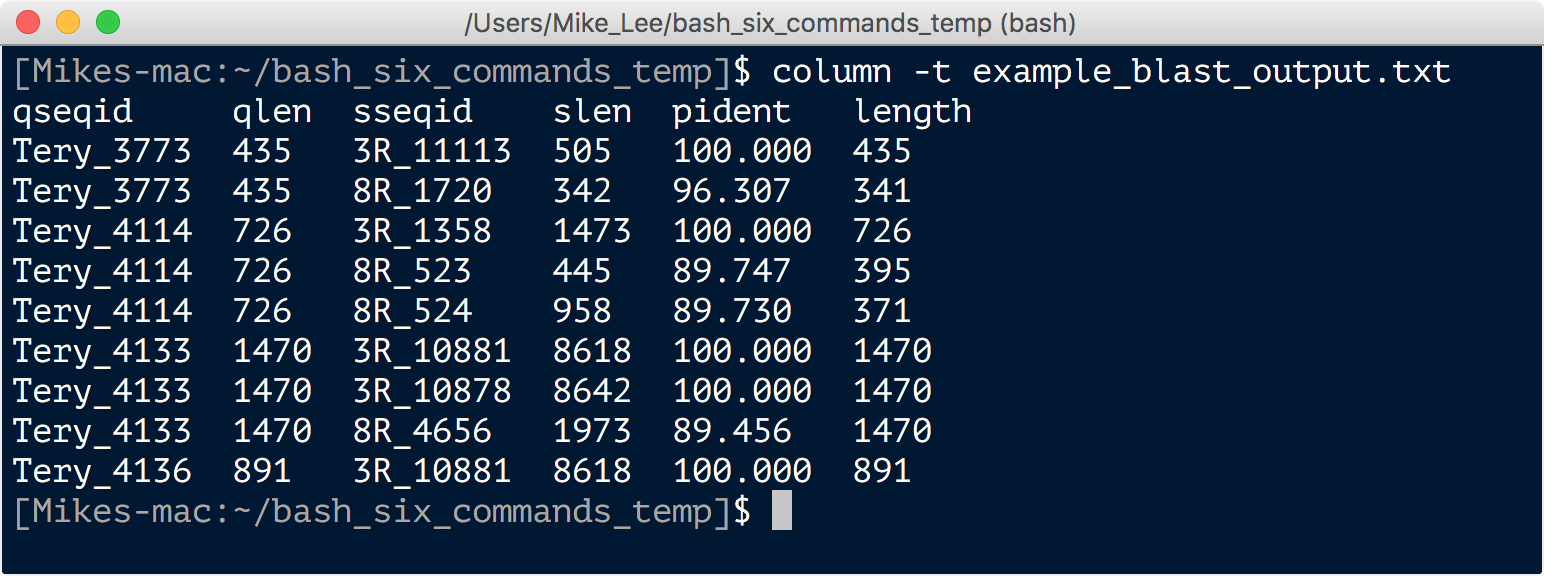 /Users/Mike_Lee/bash_six_commands_temp (bash)
[Mikes-mac:~/bash_six_commands_temp]$ column -t example_blast_output.txt
qseqid     qlen  sseqid    slen  pident   length
Tery_3773  435   3R_11113  505   100.000  435
Tery_3773  435   8R_1720   342   96.307   341
Tery_4114  726   3R_1358   1473  100.000  726
Tery_4114  726   8R_523    445   89.747   395
Tery_4114  726   8R_524    958   89.730   371
Tery_4133  1470  3R_10881  8618  100.000  1470
Tery_4133  1470  3R_10878  8642  100.000  1470
Tery_4133  1470  8R_4656   1973  89.456   1470
Tery_4136  891   3R_10881  8618  100.000  891
[Mikes-mac:~/bash_six_commands_temp]$